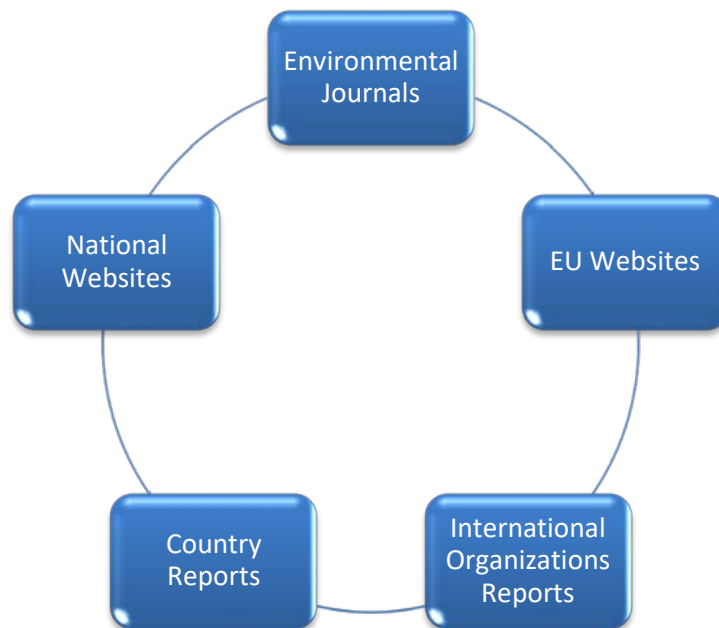 Environmental
Journals
National
Websites
EU Websites
Country
Reports
International
Organizations
Reports